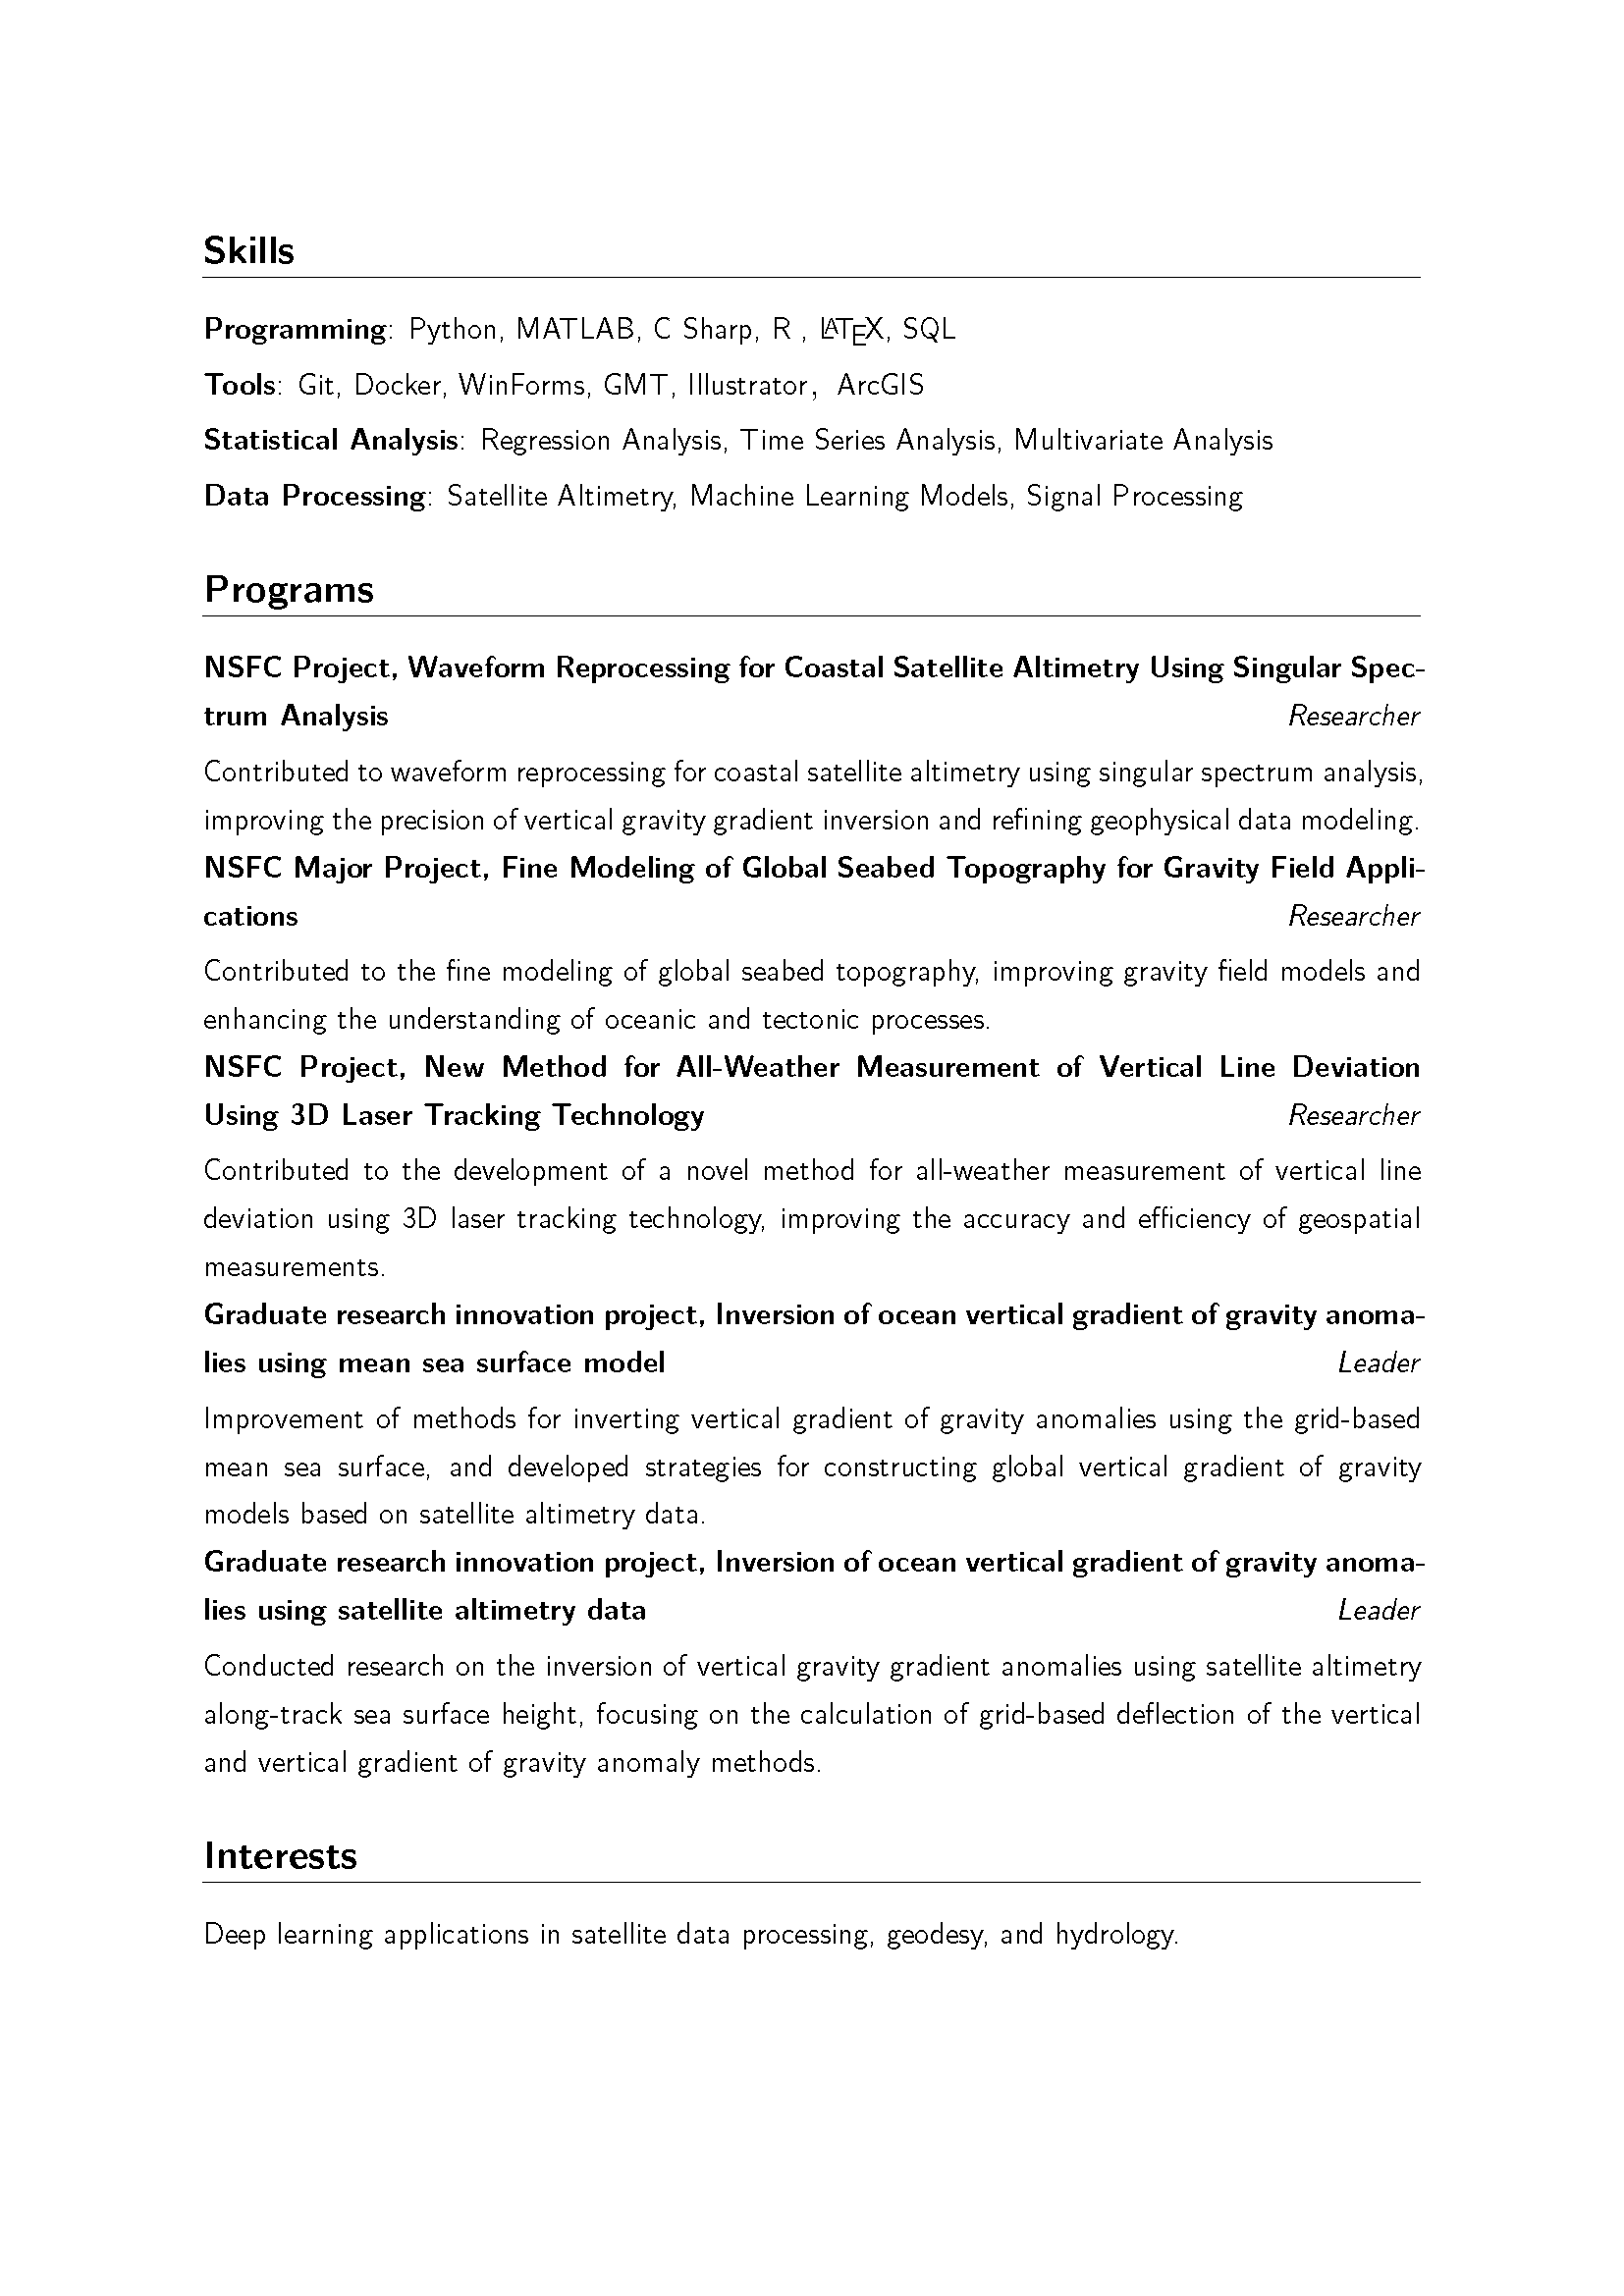 Skills
Programming: Python, MATLAB, C Sharp, R , LATEX, SQL
Tools: Git, Docker, WinForms, GMT, Illustrator，ArcGIS
Statistical Analysis: Regression Analysis, Time Series Analysis, Multivariate Analysis
Data Processing: Satellite Altimetry, Machine Learning Models, Signal Processing
Programs
NSFC Project, Waveform Reprocessing for Coastal Satellite Altimetry Using Singular Spec-
trum Analysis Researcher
Contributed to waveform reprocessing for coastal satellite altimetry using singular spectrum analysis,
improving the precision of vertical gravity gradient inversion and refining geophysical data modeling.
NSFC Major Project, Fine Modeling of Global Seabed Topography for Gravity Field Appli-
cations Researcher
Contributed to the fine modeling of global seabed topography, improving gravity field models and
enhancing the understanding of oceanic and tectonic processes.
NSFC Project, New Method for All-Weather Measurement of Vertical Line Deviation
Using 3D Laser Tracking Technology Researcher
Contributed to the development of a novel method for all-weather measurement of vertical line
deviation using 3D laser tracking technology, improving the accuracy and efficiency of geospatial
measurements.
Graduate research innovation project, Inversion of ocean vertical gradient of gravity anoma-
lies using mean sea surface model Leader
Improvement of methods for inverting vertical gradient of gravity anomalies using the grid-based
mean sea surface, and developed strategies for constructing global vertical gradient of gravity
models based on satellite altimetry data.
Graduate research innovation project, Inversion of ocean vertical gradient of gravity anoma-
lies using satellite altimetry data Leader
Conducted research on the inversion of vertical gravity gradient anomalies using satellite altimetry
along-track sea surface height, focusing on the calculation of grid-based deflection of the vertical
and vertical gradient of gravity anomaly methods.
Interests
Deep learning applications in satellite data processing, geodesy, and hydrology.